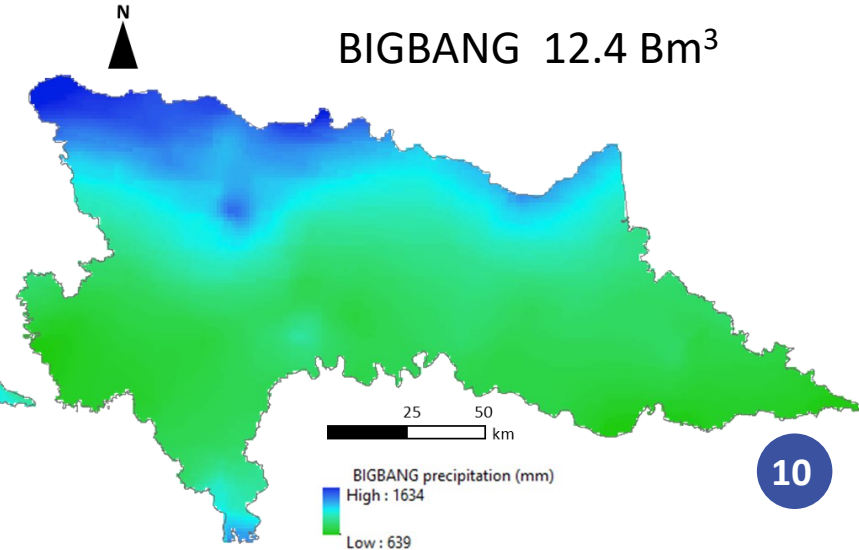 N
BIGBANG 12.4 Bm³
25 50
km
BIGBANG precipitation (mm)
High : 1634
Low : 639
10